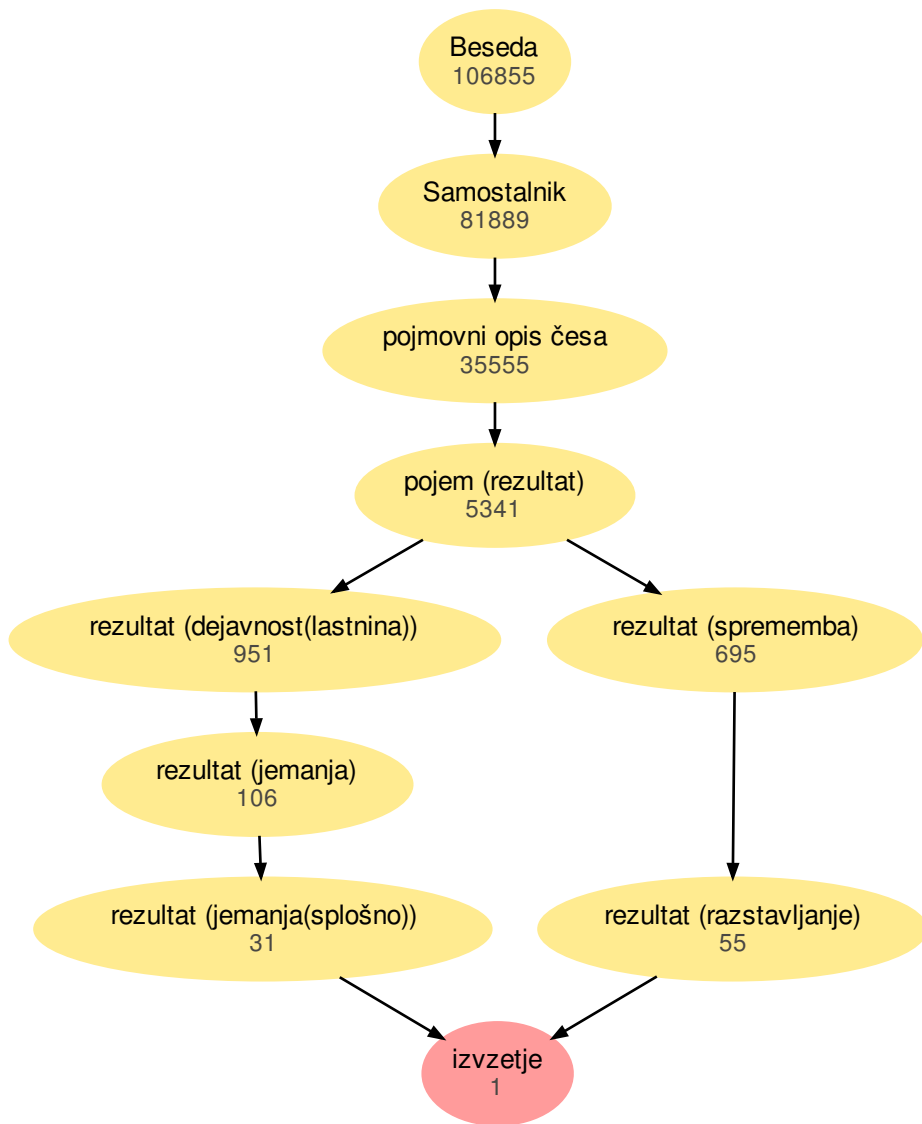 Beseda
106855
Samostalnik
81889
pojmovni opis česa
35555
pojem (rezultat)
5341
rezultat (dejavnost(lastnina))
951
rezultat (sprememba)
695
rezultat (jemanja)
106
rezultat (jemanja(splošno))
31
rezultat (razstavljanje)
55
izvzetje
1